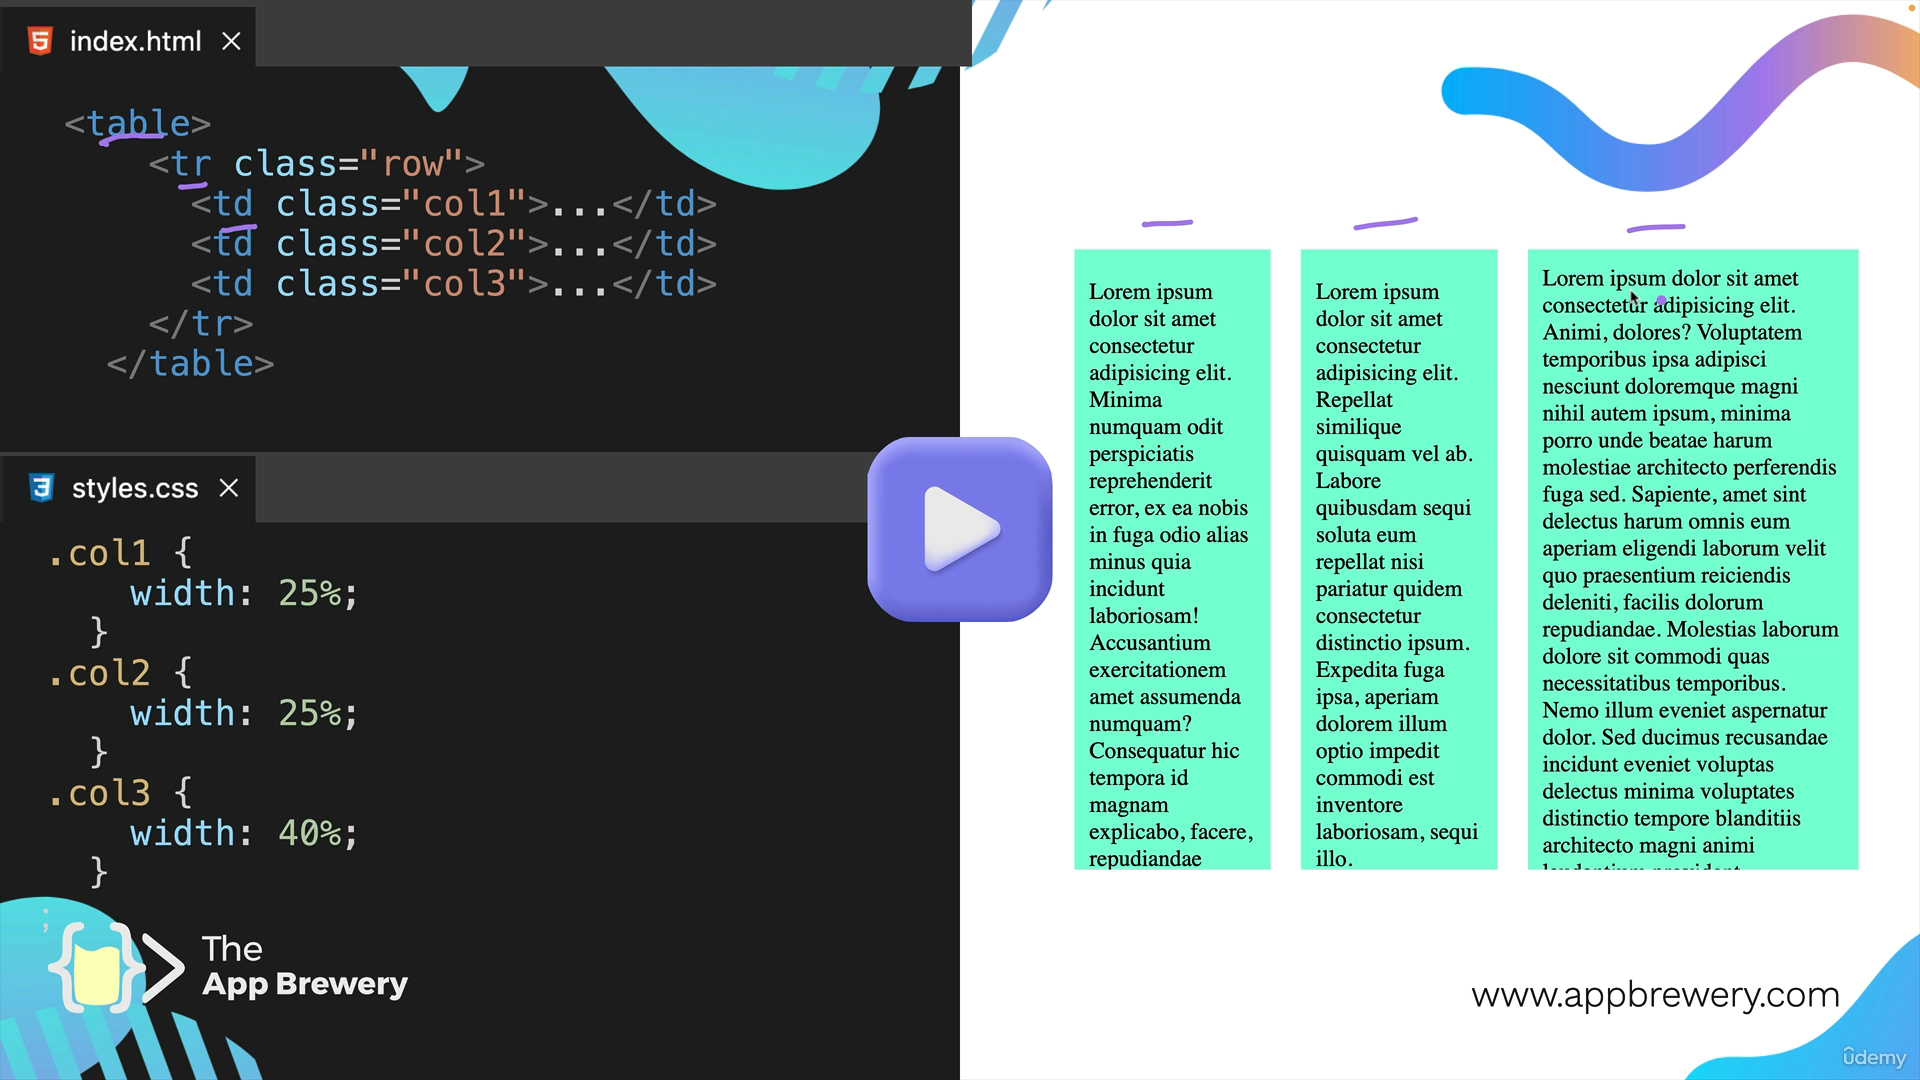 index.html
<table>
<tr class="row">
<td class="col1">...</td>
<td class="col2">...</td>
<td class="col3">...</td>
</tr>
</table>
styles.css
.col1 {
width: 25%;
}
.col2 {
width: 25%;
}
.col3 {
width: 40%;
}
;
The
App Brewery
Lorem ipsum
dolor sit amet
consectetur
adipisicing elit.
Minima
numquam odit
perspiciatis
reprehenderit
error, ex ea nobis
in fuga odio alias
minus quia
incidunt
laboriosam!
Accusantium
exercitationem
amet assumenda
numquam?
Consequatur hic
tempora id
magnam
explicabo, facere,
repudiandae
Lorem ipsum
dolor sit amet
consectetur
adipisicing elit.
Repellat
similique
quisquam vel ab.
Labore
quibusdam sequi
soluta eum
repellat nisi
pariatur quidem
consectetur
distinctio ipsum.
Expedita fuga
ipsa, aperiam
dolorem illum
optio impedit
commodi est
inventore
laboriosam, sequi
illo.
Lorem ipsum dolor sit amet
consectetur adipisicing elit.
Animi, dolores? Voluptatem
temporibus ipsa adipisci
nesciunt doloremque magni
nihil autem ipsum, minima
porro unde beatae harum
molestiae architecto perferendis
fuga sed. Sapiente, amet sint
delectus harum omnis eum
aperiam eligendi laborum velit
quo praesentium reiciendis
deleniti, facilis dolorum
repudiandae. Molestias laborum
dolore sit commodi quas
necessitatibus temporibus.
Nemo illum eveniet aspernatur
dolor. Sed ducimus recusandae
incidunt eveniet voluptas
delectus minima voluptates
distinctio tempore blanditiis
architecto magni animi
www.appbrewery.com
udemy